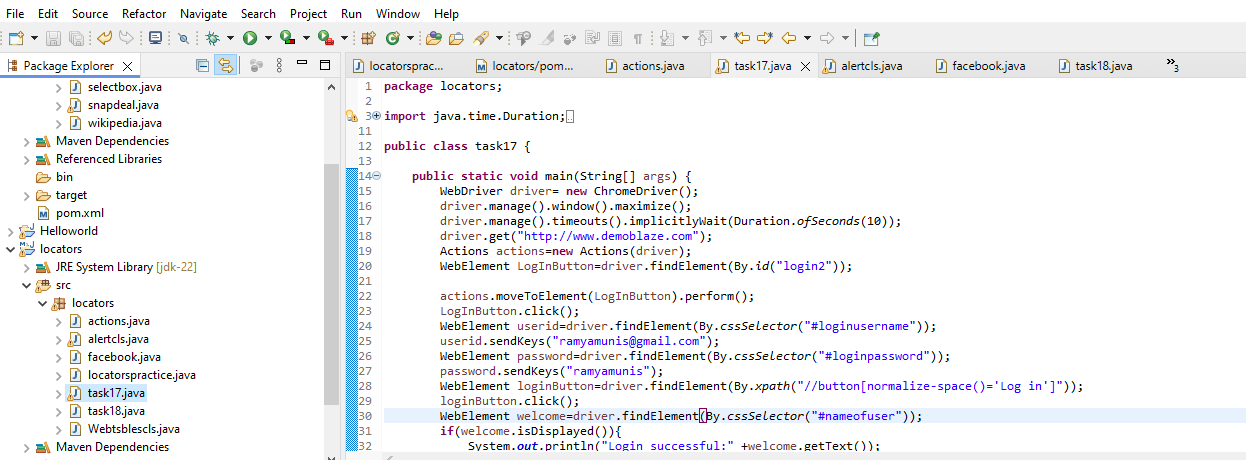 File Edit Source Refactor Navigate Search Project Run Window Help
Package Explorer
selectbox.java
snapdeal.java
wikipedia.java
Maven Dependencies
Referenced Libraries
bin
target
pom.xml
Helloworld
locators
JRE System Library [jdk-22]
src
locators
actions.java
alertcls.java
facebook.java
locatorspractice.java
task17.java
task18.java
Webtsblescls.java
Maven Dependencies
locatorsprac... locators/pom... actions.java task17.java alertcls.java facebook.java task18.java »3
1 package locators;
2
3 import java.time.Duration;
11
12 public class task17 {
13
14 public static void main(String[] args) {
15 WebDriver driver= new ChromeDriver();
16 driver.manage().window().maximize();
17 driver.manage().timeouts().implicitlyWait(Duration.ofSeconds(10));
18 driver.get("http://www.demoblaze.com");
19 Actions actions=new Actions(driver);
20 WebElement LogInButton=driver.findElement(By.id("login2"));
21
22 actions.moveToElement(LogInButton).perform();
23 LogInButton.click();
24 WebElement userid=driver.findElement(By.cssSelector("#loginusername"));
25 userid.sendKeys("ramyamunis@gmail.com");
26 WebElement password=driver.findElement(By.cssSelector("#loginpassword"));
27 password.sendKeys("ramyamunis");
28 WebElement loginButton=driver.findElement(By.xpath("//button[normalize-space()='Log in']"));
29 loginButton.click();
30 WebElement welcome=driver.findElement(By.cssSelector("#nameofuser"));
31 if(welcome.isDisplayed()){
32 System.out.println("Login successful:" +welcome.getText());